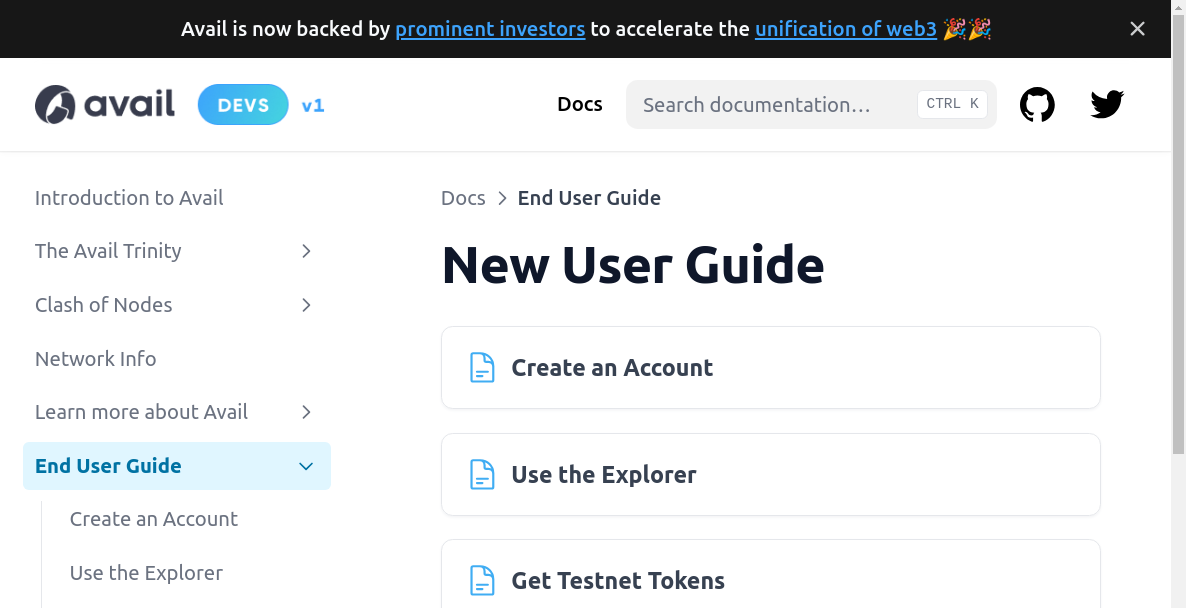 Avail is now backed by prominent investors to accelerate the unification of web3 🎉🎉
avail DEVS v1
Docs
Search documentation…
CTRL K
Introduction to Avail
The Avail Trinity
Clash of Nodes
Network Info
Learn more about Avail
End User Guide
Create an Account
Use the Explorer
Docs > End User Guide
New User Guide
Create an Account
Use the Explorer
Get Testnet Tokens